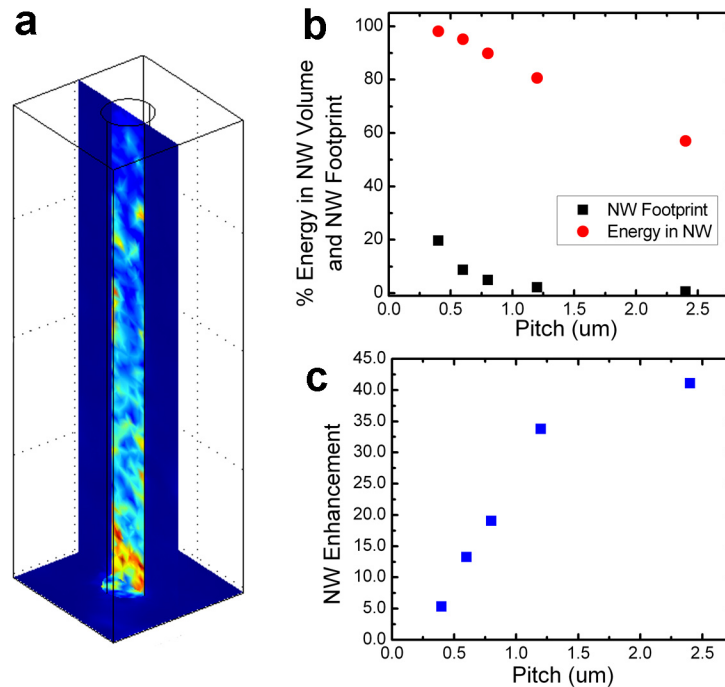 a
b
% Energy in NW Volume
and NW Footprint
100
80
60
40
20
0
NW Footprint
Energy in NW
0.0 0.5 1.0 1.5 2.0 2.5
Pitch (um)
c
NW Enhancement
45.0
40.0
35.0
30.0
25.0
20.0
15.0
10.0
5.0
0.0
0.0 0.5 1.0 1.5 2.0 2.5
Pitch (um)